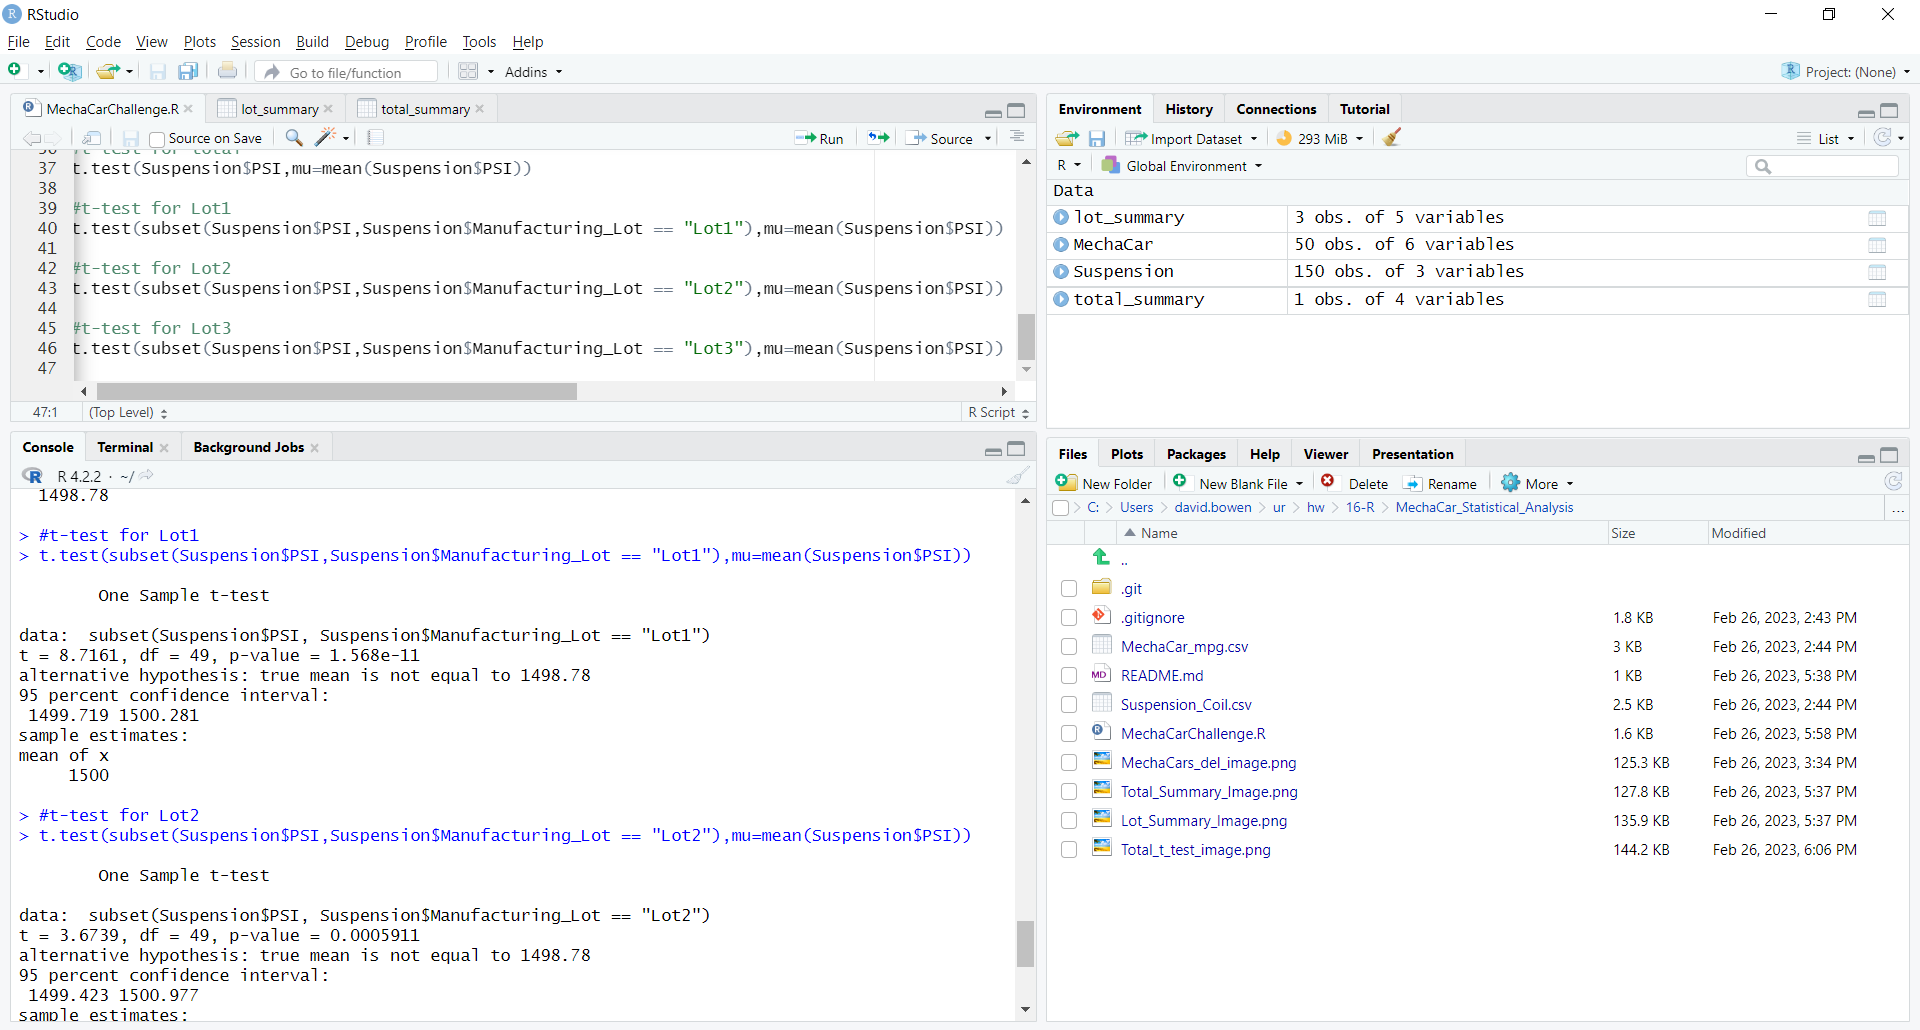 RStudio
File Edit Code View Plots Session Build Debug Profile Tools Help
Go to file/function Addins Project: (None)
MechaCarChallenge.R lot_summary total_summary
Source on Save Run Source
36 #t-test for total
37 t.test(Suspension$PSI,mu=mean(Suspension$PSI))
38
39 #t-test for Lot1
40 t.test(subset(Suspension$PSI,Suspension$Manufacturing_Lot == "Lot1"),mu=mean(Suspension$PSI))
41
42 #t-test for Lot2
43 t.test(subset(Suspension$PSI,Suspension$Manufacturing_Lot == "Lot2"),mu=mean(Suspension$PSI))
44
45 #t-test for Lot3
46 t.test(subset(Suspension$PSI,Suspension$Manufacturing_Lot == "Lot3"),mu=mean(Suspension$PSI))
47
47:1 (Top Level) R Script
Console Terminal Background Jobs
R R 4.2.2 · ~/
1498.78
> #t-test for Lot1
> t.test(subset(Suspension$PSI,Suspension$Manufacturing_Lot == "Lot1"),mu=mean(Suspension$PSI))
One Sample t-test
data:  subset(Suspension$PSI, Suspension$Manufacturing_Lot == "Lot1")
t = 8.7161, df = 49, p-value = 1.568e-11
alternative hypothesis: true mean is not equal to 1498.78
95 percent confidence interval:
1499.719 1500.281
sample estimates:
mean of x
1500
> #t-test for Lot2
> t.test(subset(Suspension$PSI,Suspension$Manufacturing_Lot == "Lot2"),mu=mean(Suspension$PSI))
One Sample t-test
data:  subset(Suspension$PSI, Suspension$Manufacturing_Lot == "Lot2")
t = 3.6739, df = 49, p-value = 0.0005911
alternative hypothesis: true mean is not equal to 1498.78
95 percent confidence interval:
1499.423 1500.977
sample estimates:
Environment History Connections Tutorial
Import Dataset 293 MiB List
R Global Environment
Data
lot_summary 3 obs. of 5 variables
MechaCar 50 obs. of 6 variables
Suspension 150 obs. of 3 variables
total_summary 1 obs. of 4 variables
Files Plots Packages Help Viewer Presentation
New Folder New Blank File Delete Rename More
C: Users david.bowen ur hw 16-R MechaCar_Statistical_Analysis ...
Name Size Modified
..
.git
.gitignore 1.8 KB Feb 26, 2023, 2:43 PM
MechaCar_mpg.csv 3 KB Feb 26, 2023, 2:44 PM
MD README.md 1 KB Feb 26, 2023, 5:38 PM
Suspension_Coil.csv 2.5 KB Feb 26, 2023, 2:44 PM
MechaCarChallenge.R 1.6 KB Feb 26, 2023, 5:58 PM
MechaCars_del_image.png 125.3 KB Feb 26, 2023, 3:34 PM
Total_Summary_Image.png 127.8 KB Feb 26, 2023, 5:37 PM
Lot_Summary_Image.png 135.9 KB Feb 26, 2023, 5:37 PM
Total_t_test_image.png 144.2 KB Feb 26, 2023, 6:06 PM